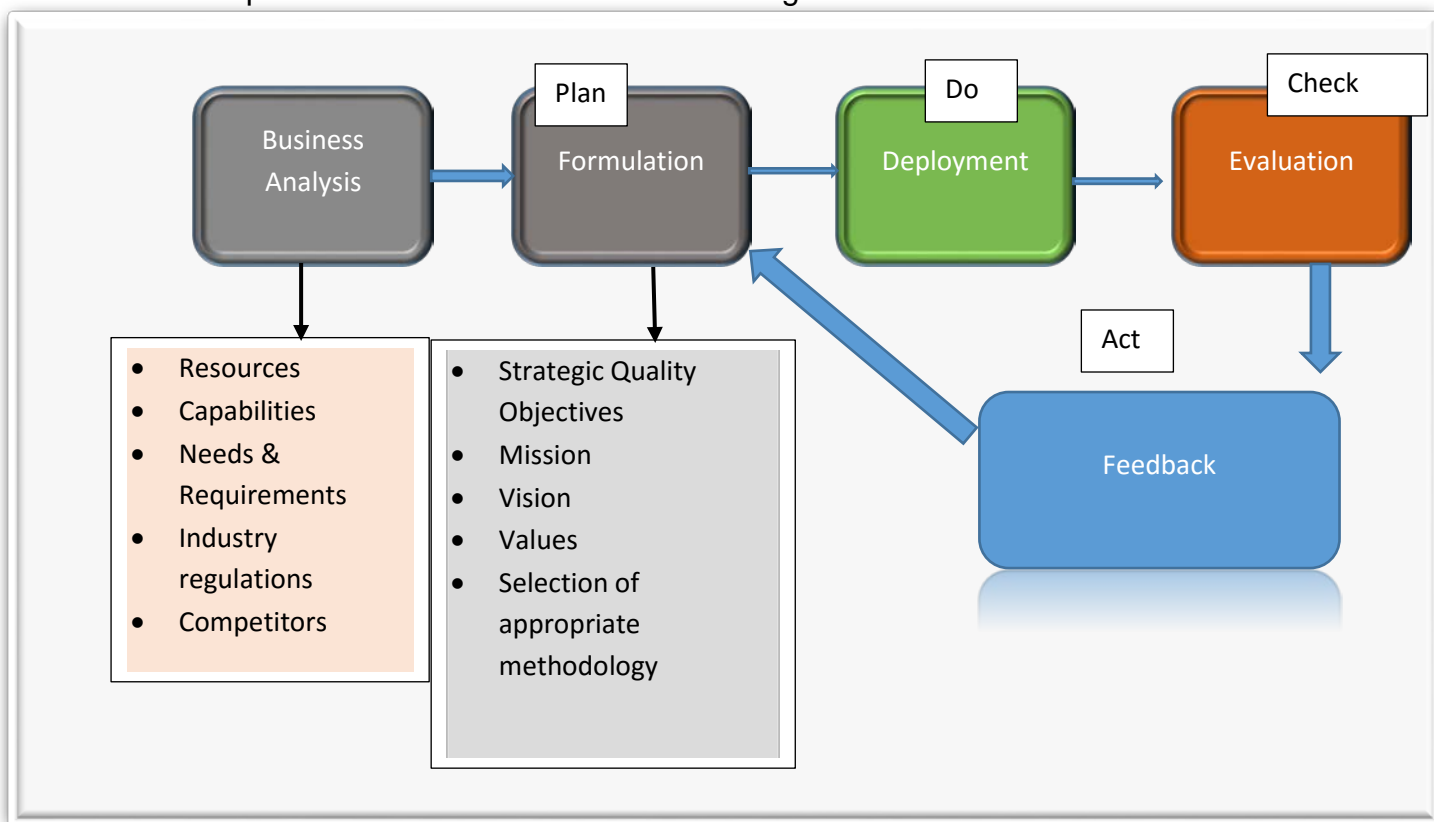 Plan
Do
Check
Business
Analysis
Formulation
Deployment
Evaluation
Act
Feedback
• Resources
• Capabilities
• Needs &
Requirements
• Industry
regulations
• Competitors
• Strategic Quality
Objectives
• Mission
• Vision
• Values
• Selection of
appropriate
methodology